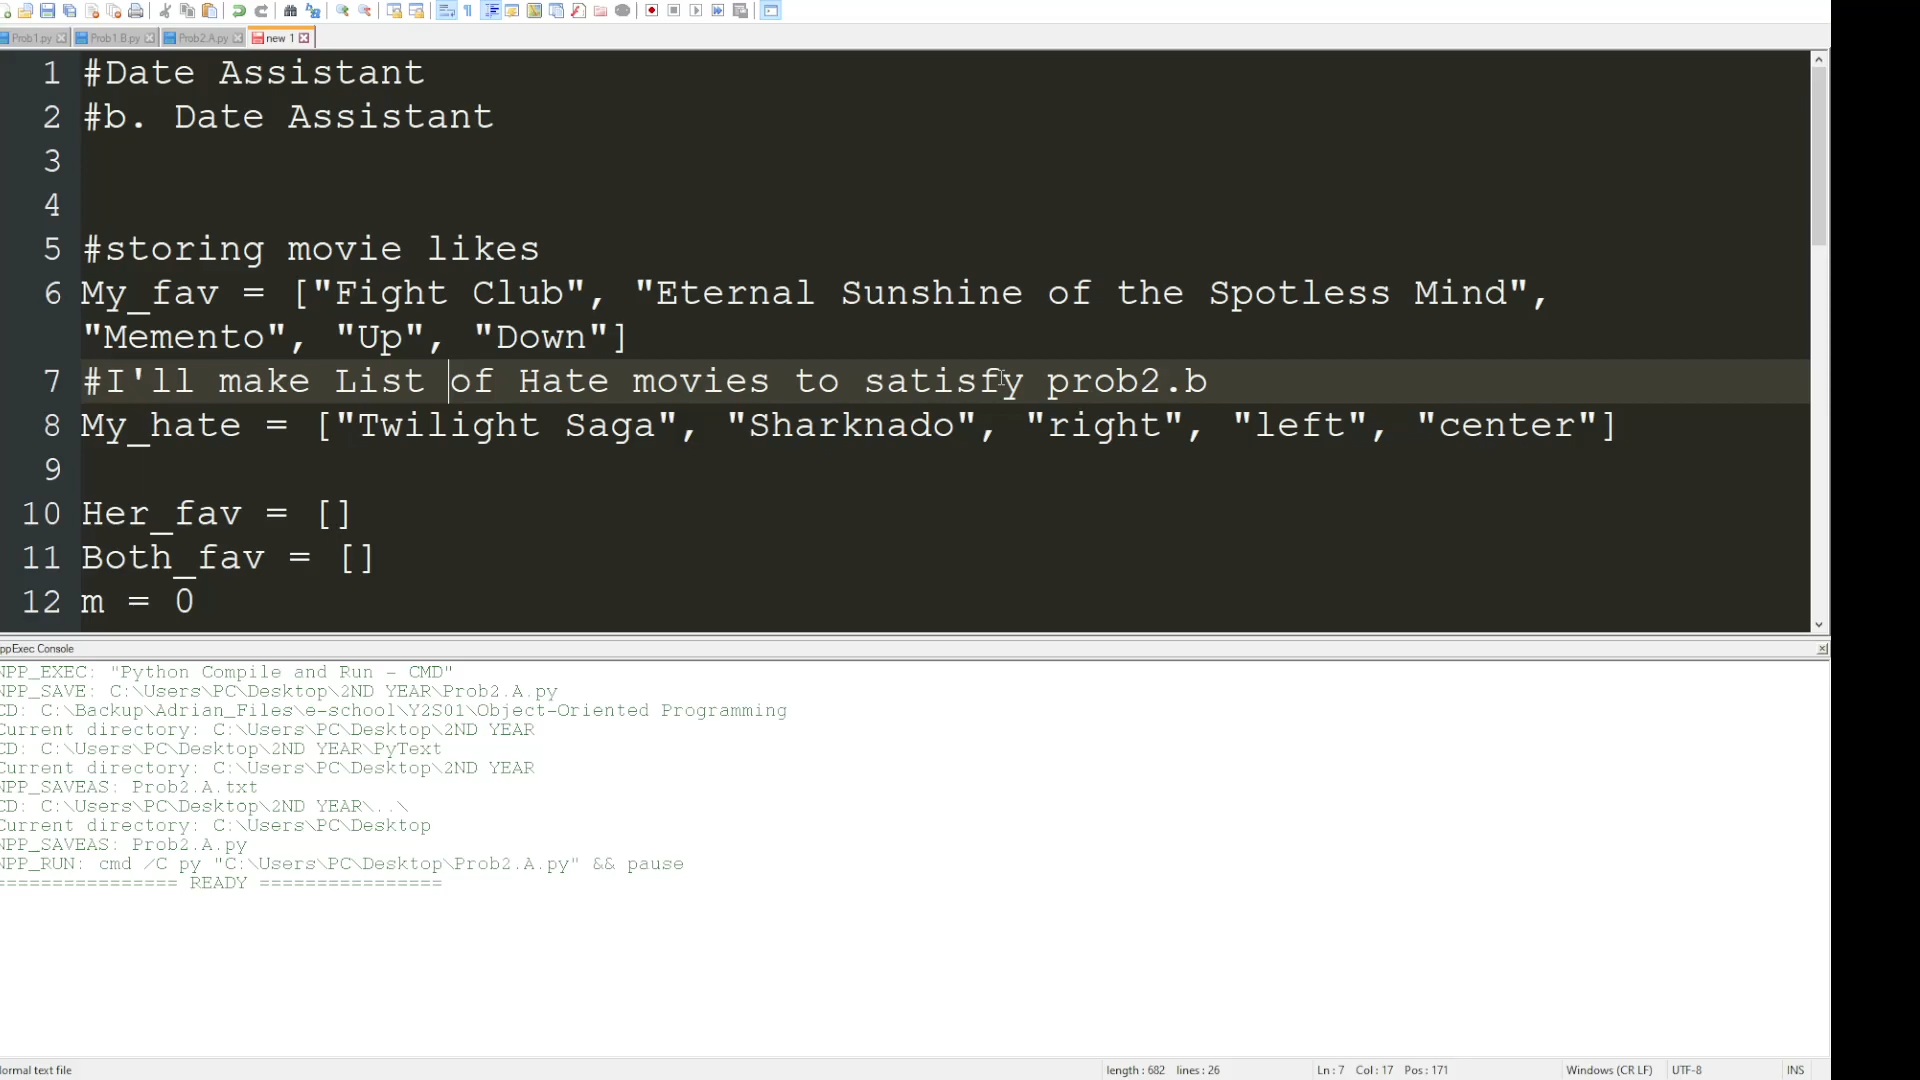 Prob1.py Prob1.B.py Prob2.A.py new 1
1 #Date Assistant
2 #b. Date Assistant
3
4
5 #storing movie likes
6 My_fav = ["Fight Club", "Eternal Sunshine of the Spotless Mind",
"Memento", "Up", "Down"]
7 #I'll make List of Hate movies to satisfy prob2.b
8 My_hate = ["Twilight Saga", "Sharknado", "right", "left", "center"]
9
10 Her_fav = []
11 Both_fav = []
12 m = 0
ppExec Console
NPP_EXEC: "Python Compile and Run - CMD"
NPP_SAVE: C:\Users\PC\Desktop\2ND YEAR\Prob2.A.py
CD: C:\Backup\Adrian_Files\e-school\Y2S01\Object-Oriented Programming
Current directory: C:\Users\PC\Desktop\2ND YEAR
CD: C:\Users\PC\Desktop\2ND YEAR\PyText
Current directory: C:\Users\PC\Desktop\2ND YEAR
NPP_SAVEAS: Prob2.A.txt
CD: C:\Users\PC\Desktop\2ND YEAR\..\
Current directory: C:\Users\PC\Desktop
NPP_SAVEAS: Prob2.A.py
NPP_RUN: cmd /C py "C:\Users\PC\Desktop\Prob2.A.py" && pause
================ READY ================
ormal text file length : 682 lines : 26 Ln : 7 Col : 17 Pos : 171 Windows (CR LF) UTF-8 INS